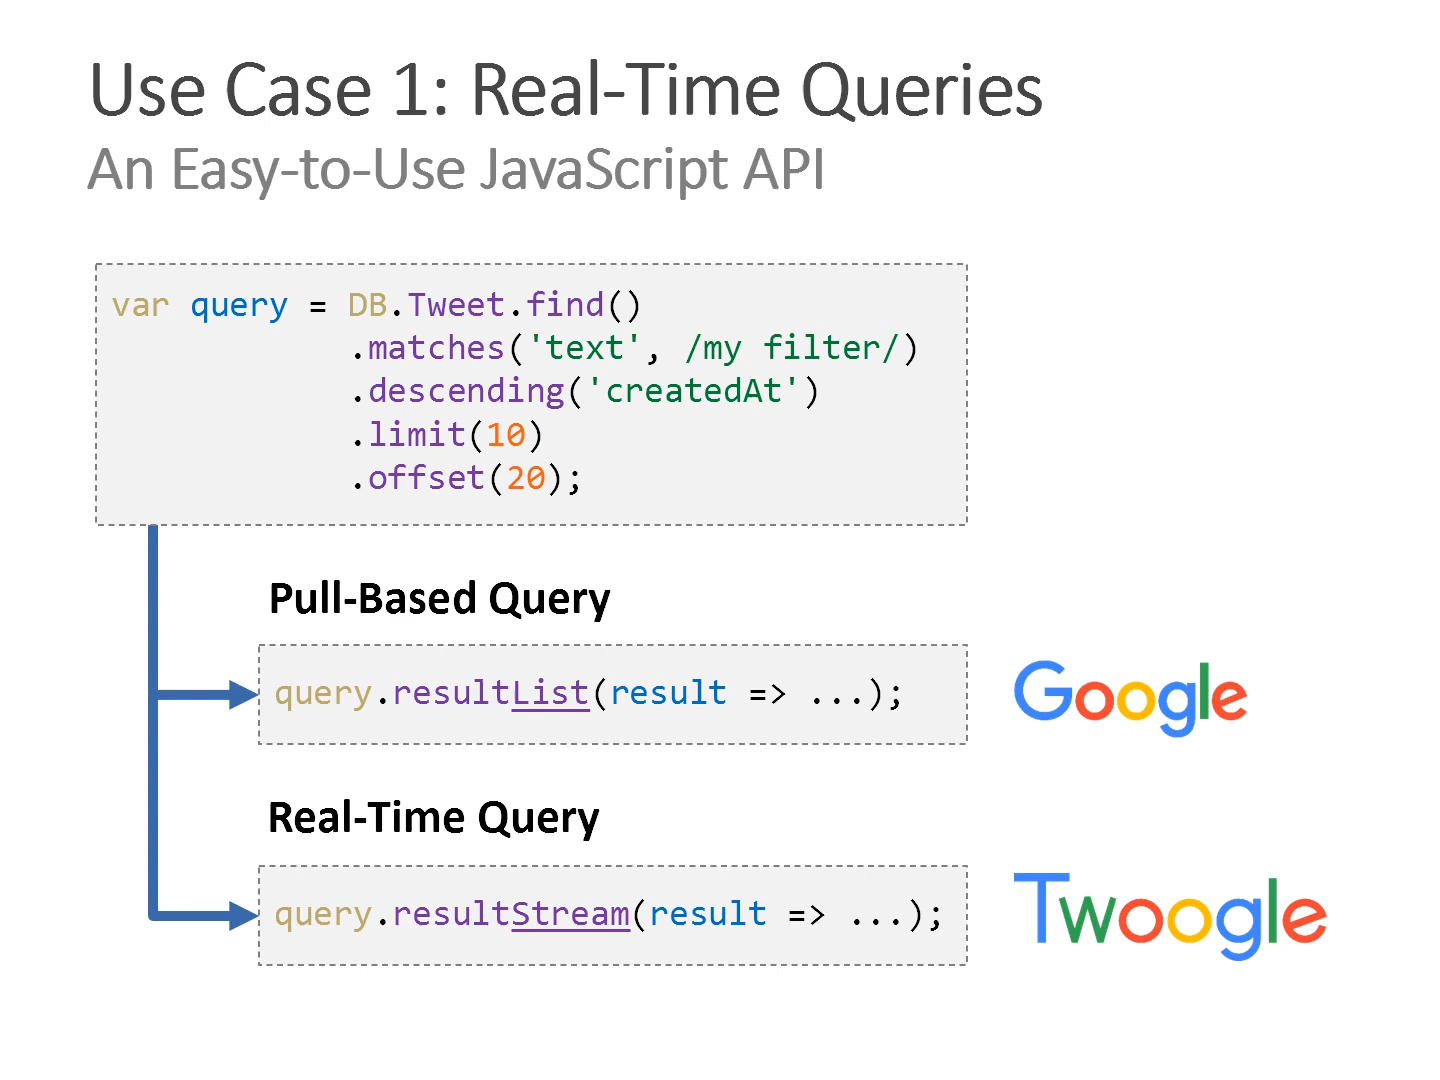 Use Case 1: Real-Time Queries
An Easy-to-Use JavaScript API
var query = DB.Tweet.find()
.matches('text', /my filter/)
.descending('createdAt')
.limit(10)
.offset(20);
Pull-Based Query
query.resultList(result => ...);
Google
Real-Time Query
query.resultStream(result => ...);
Twoogle